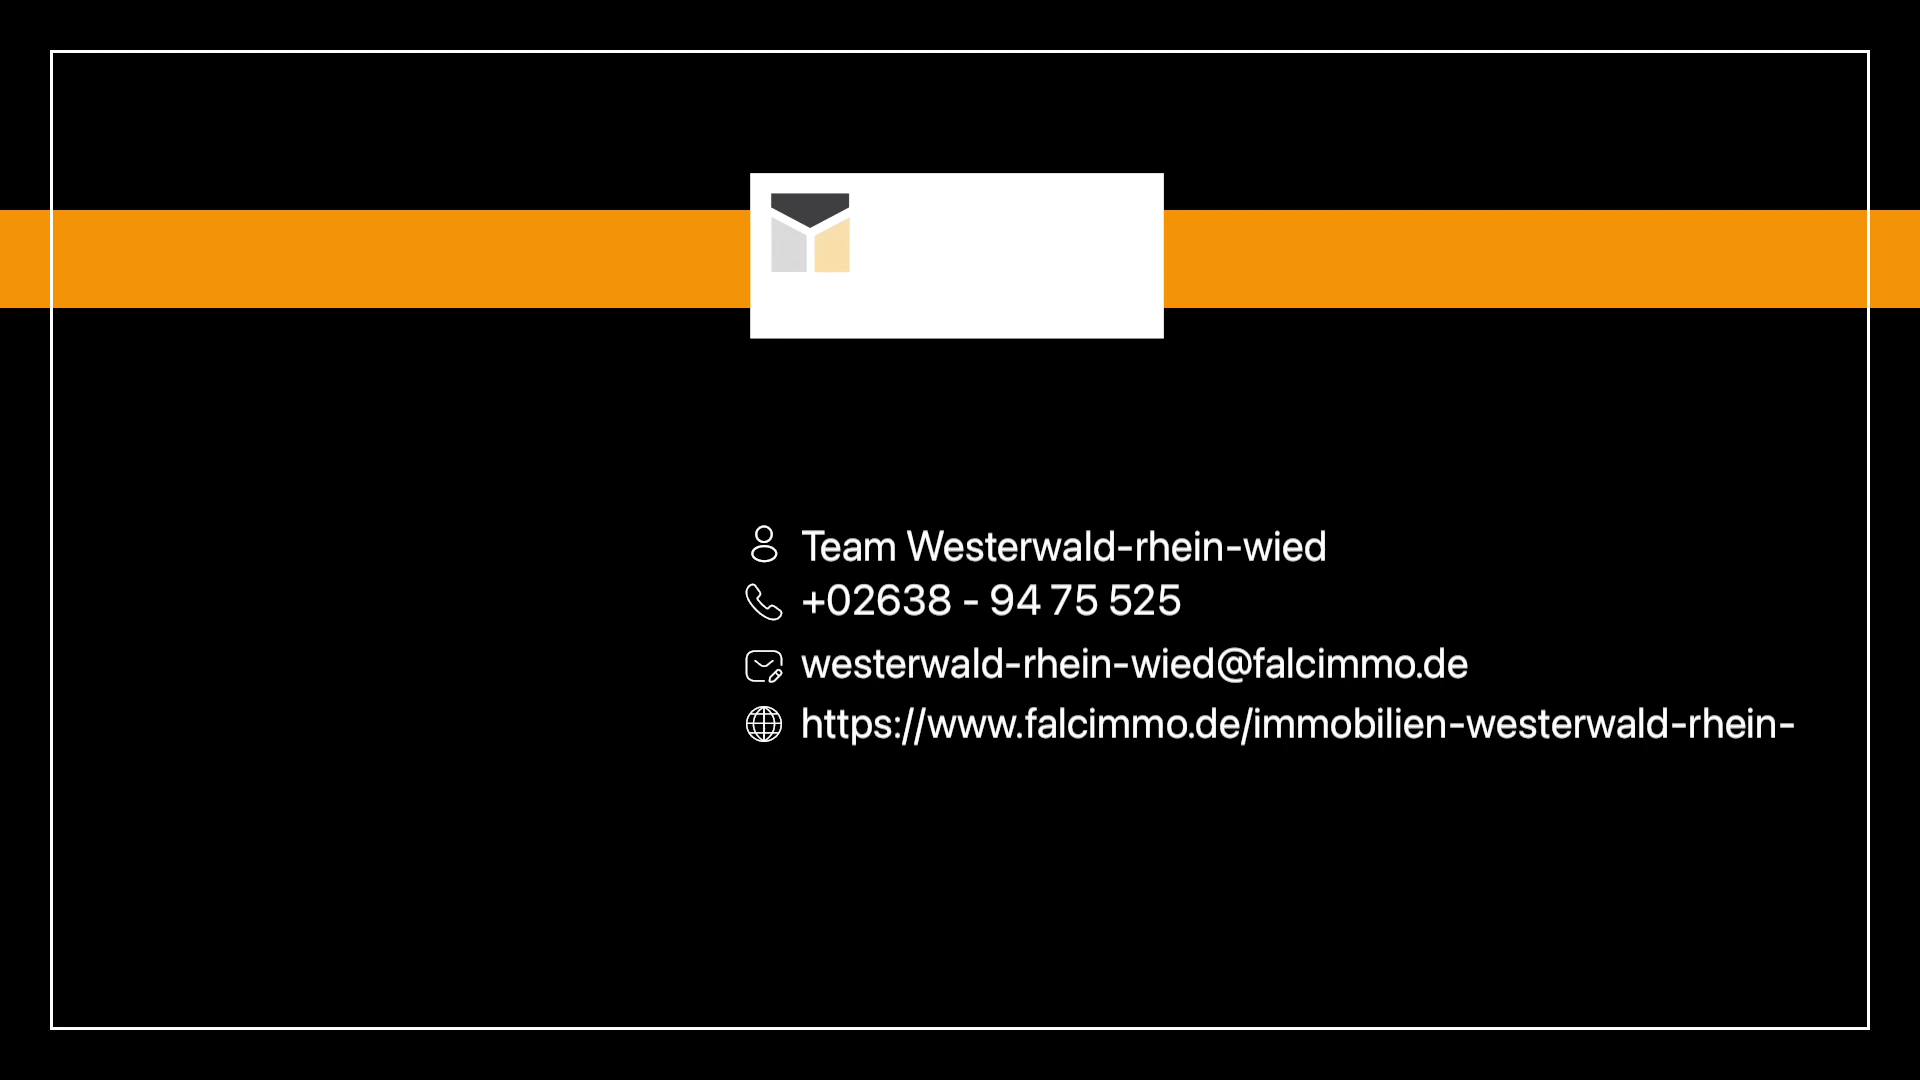 Team Westerwald-rhein-wied
+02638 - 94 75 525
westerwald-rhein-wied@falcimmo.de
https://www.falcimmo.de/immobilien-westerwald-rhein-